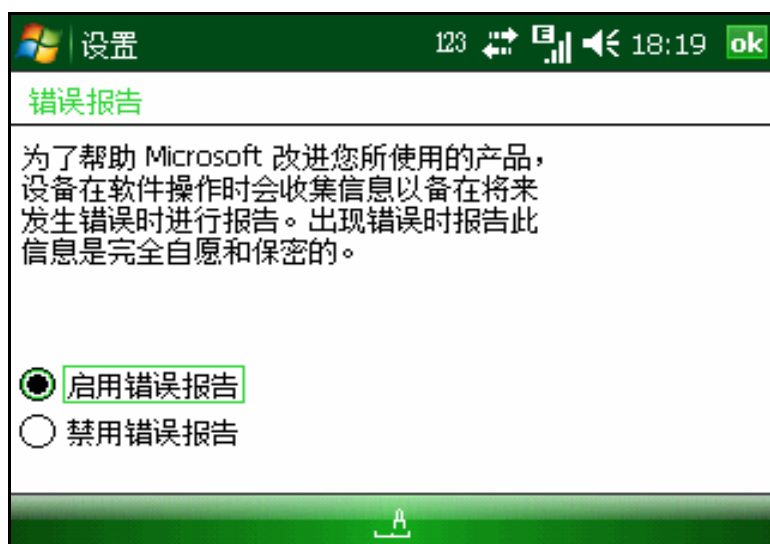 设置 123 E 18:19 ok
错误报告
为了帮助 Microsoft 改进您所使用的产品，
设备在软件操作时会收集信息以备在将来
发生错误时进行报告。出现错误时报告此
信息是完全自愿和保密的。
启用错误报告
禁用错误报告
A